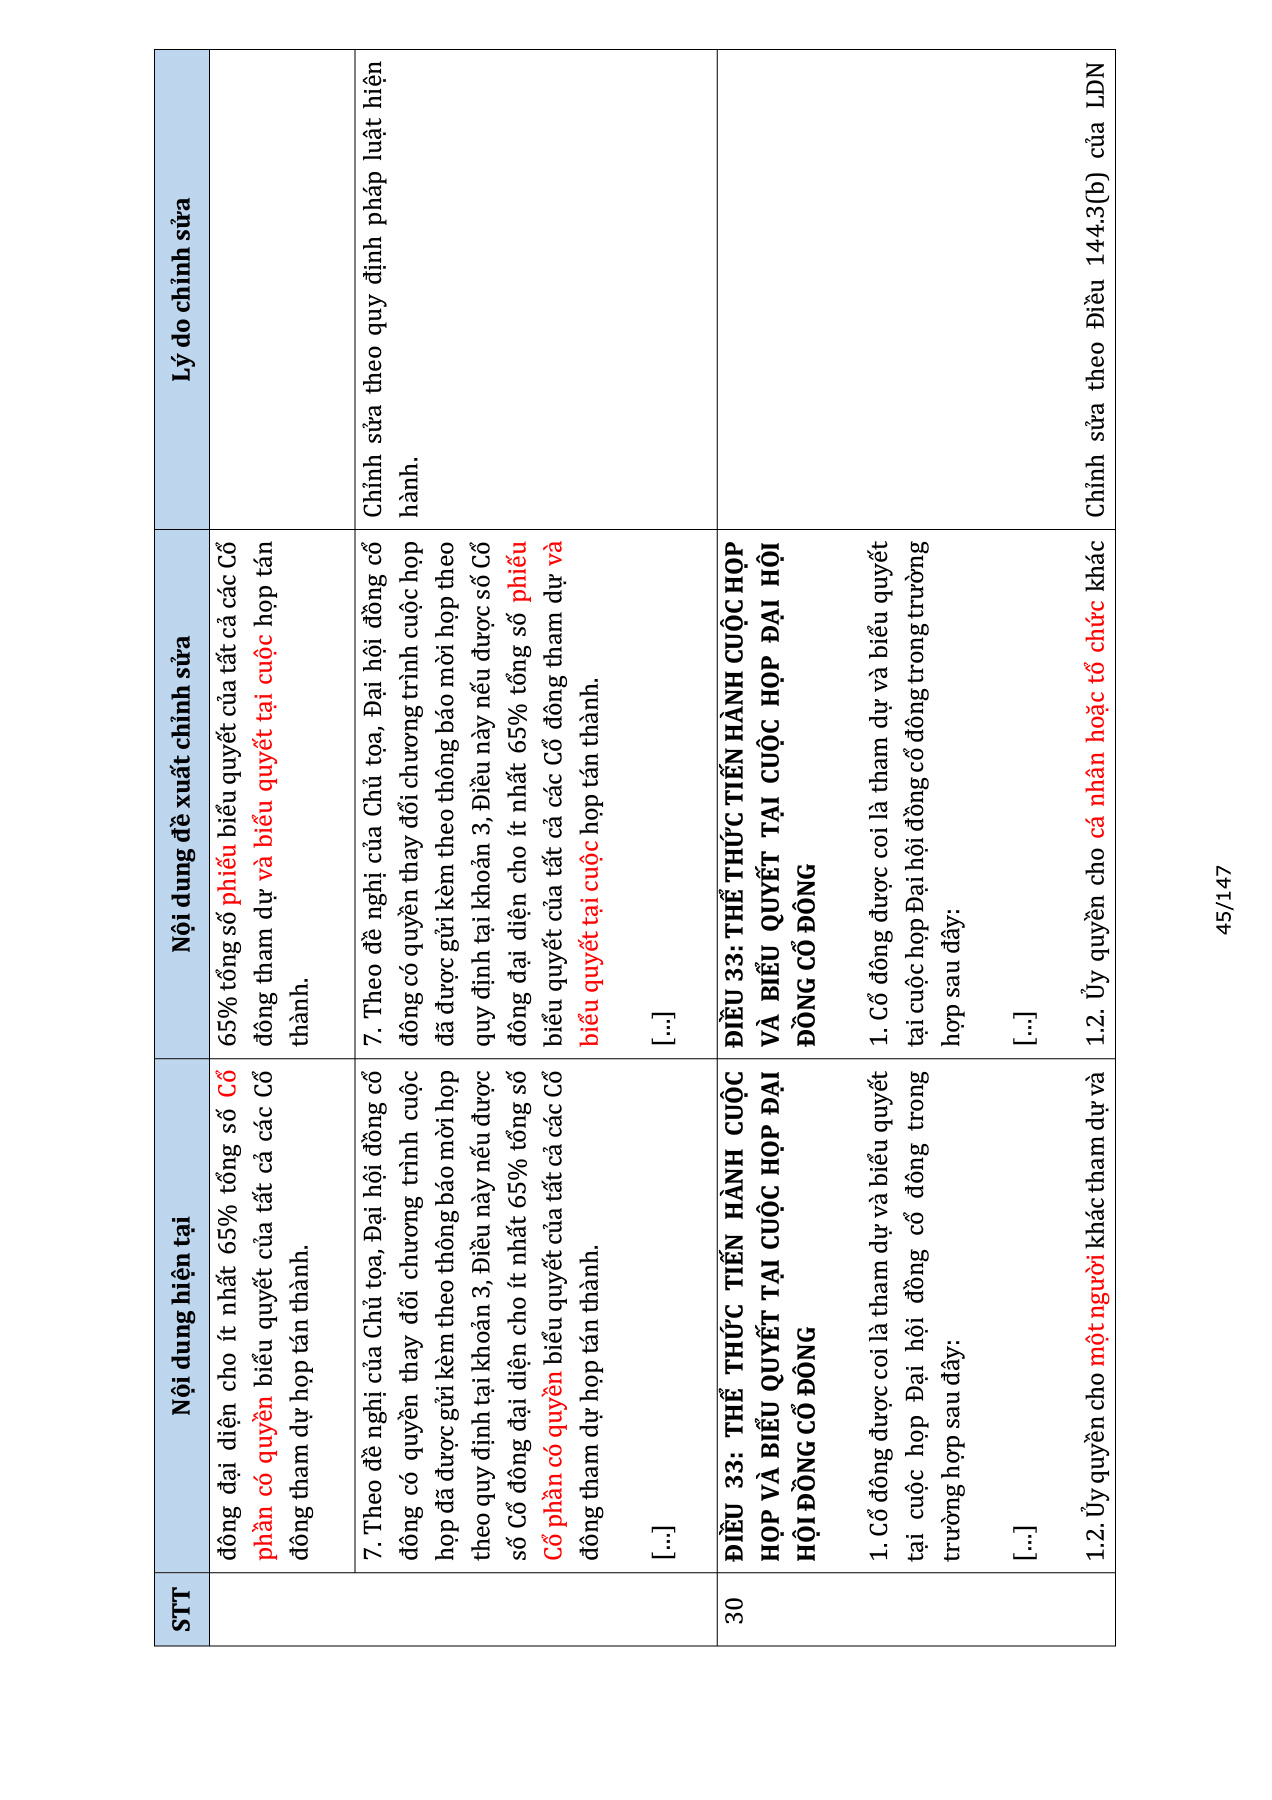 STT
Nội dung hiện tại
Nội dung đề xuất chỉnh sửa
Lý do chỉnh sửa
đông đại diện cho ít nhất 65% tổng số Cổ
phần có quyền biểu quyết của tất cả các Cổ
đông tham dự họp tán thành.
65% tổng số phiếu biểu quyết của tất cả các Cổ
đông tham dự và biểu quyết tại cuộc họp tán
thành.
7. Theo đề nghị của Chủ tọa, Đại hội đồng cổ
đông có quyền thay đổi chương trình cuộc
họp đã được gửi kèm theo thông báo mời họp
theo quy định tại khoản 3, Điều này nếu được
số Cổ đông đại diện cho ít nhất 65% tổng số
Cổ phần có quyền biểu quyết của tất cả các Cổ
đông tham dự họp tán thành.
[...]
7. Theo đề nghị của Chủ tọa, Đại hội đồng cổ
đông có quyền thay đổi chương trình cuộc họp
đã được gửi kèm theo thông báo mời họp theo
quy định tại khoản 3, Điều này nếu được số Cổ
đông đại diện cho ít nhất 65% tổng số phiếu
biểu quyết của tất cả các Cổ đông tham dự và
biểu quyết tại cuộc họp tán thành.
[...]
Chỉnh sửa theo quy định pháp luật hiện
hành.
30
ĐIỀU 33: THỂ THỨC TIẾN HÀNH CUỘC
HỌP VÀ BIỂU QUYẾT TẠI CUỘC HỌP ĐẠI
HỘI ĐỒNG CỔ ĐÔNG
1. Cổ đông được coi là tham dự và biểu quyết
tại cuộc họp Đại hội đồng cổ đông trong
trường hợp sau đây:
[...]
1.2. Ủy quyền cho một người khác tham dự và
ĐIỀU 33: THỂ THỨC TIẾN HÀNH CUỘC HỌP
VÀ BIỂU QUYẾT TẠI CUỘC HỌP ĐẠI HỘI
ĐỒNG CỔ ĐÔNG
1. Cổ đông được coi là tham dự và biểu quyết
tại cuộc họp Đại hội đồng cổ đông trong trường
hợp sau đây:
[...]
1.2. Ủy quyền cho cá nhân hoặc tổ chức khác
Chỉnh sửa theo Điều 144.3(b) của LDN
45/147